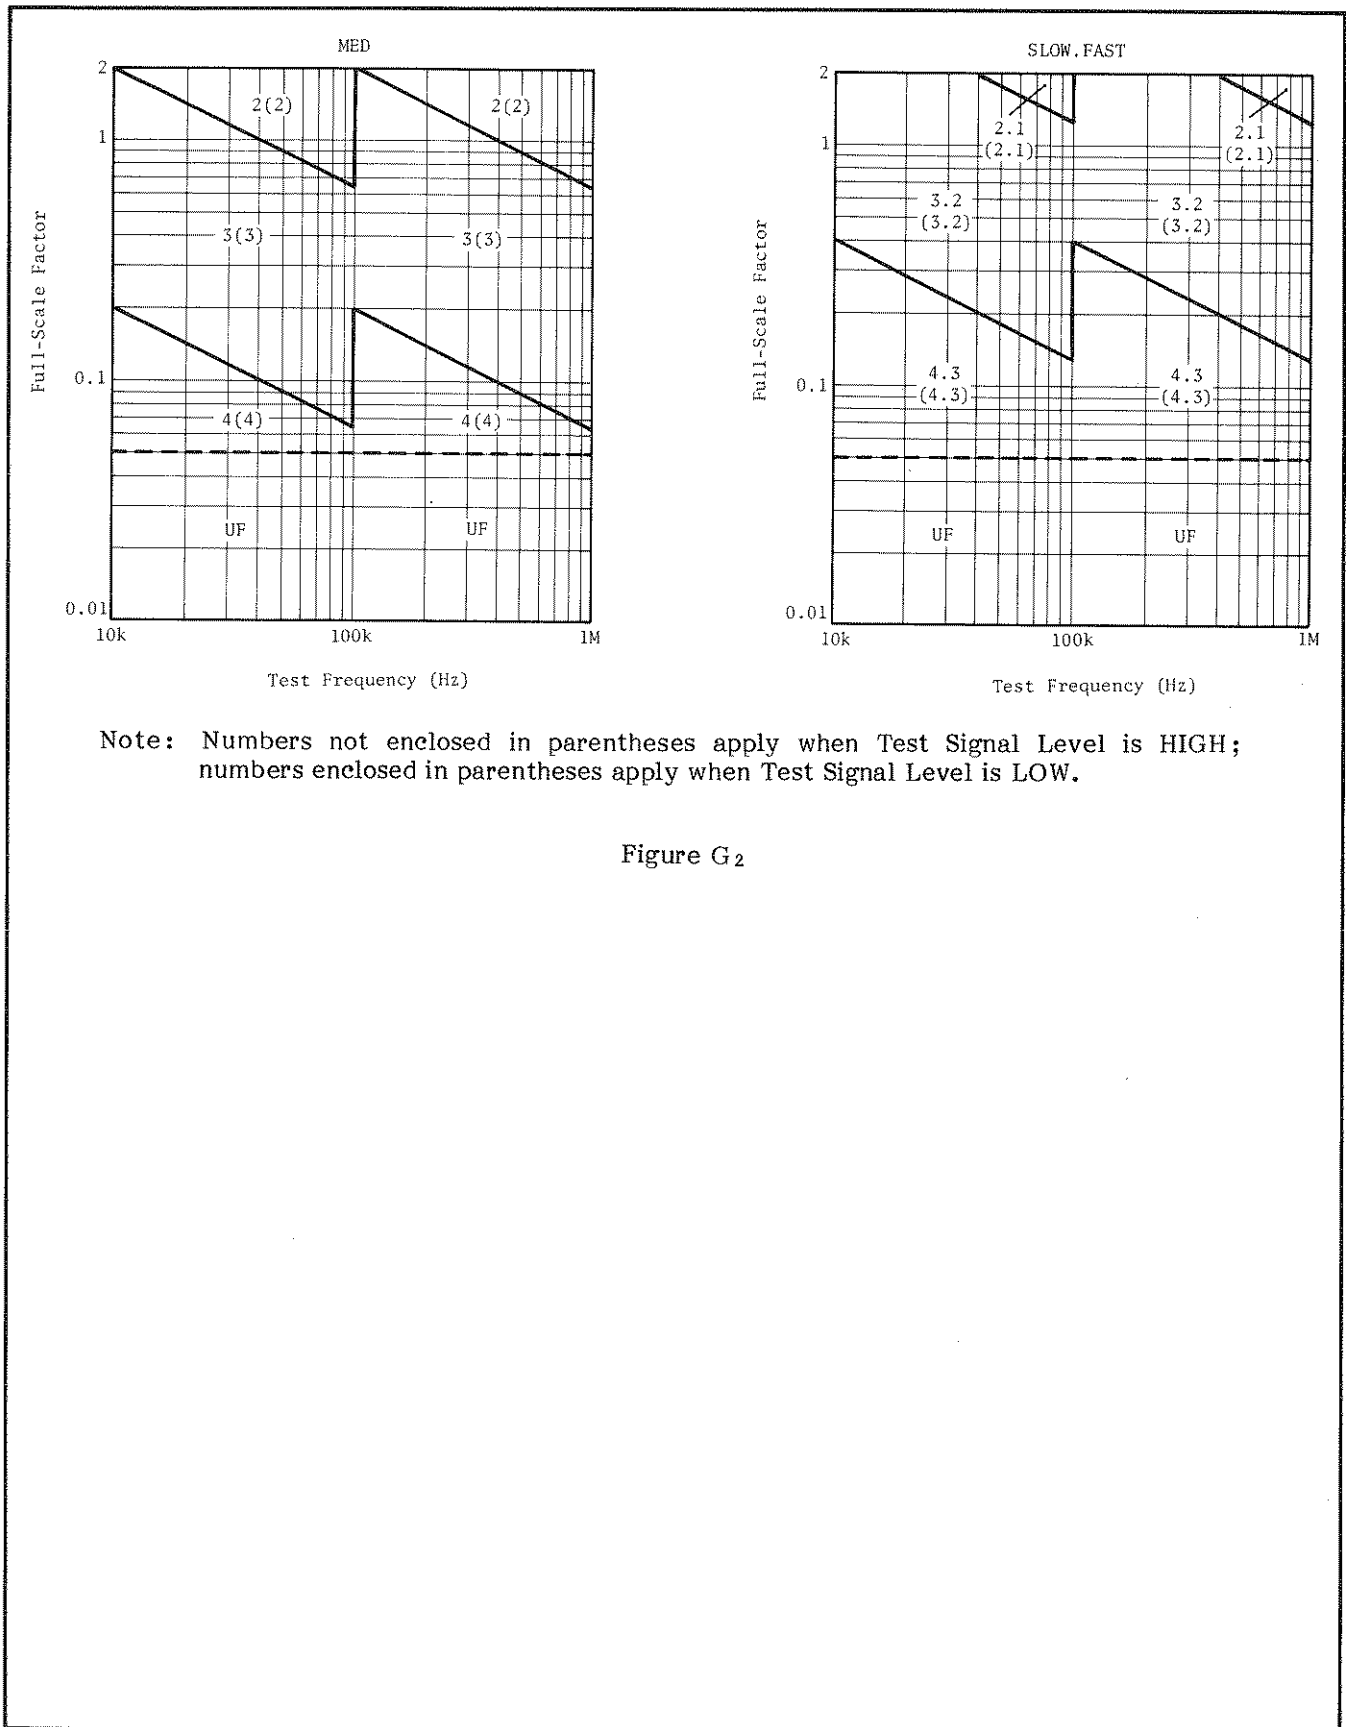 MED
2
1
0.1
0.01
Full-Scale Factor
2(2)
2(2)
3(3)
3(3)
4(4)
4(4)
UF
UF
10k
100k
1M
Test Frequency (Hz)
SLOW.FAST
2
1
0.1
0.01
Full-Scale Factor
2.1
(2.1)
2.1
(2.1)
3.2
(3.2)
3.2
(3.2)
4.3
(4.3)
4.3
(4.3)
UF
UF
10k
100k
1M
Test Frequency (Hz)
Note: Numbers not enclosed in parentheses apply when Test Signal Level is HIGH;
numbers enclosed in parentheses apply when Test Signal Level is LOW.
Figure G2